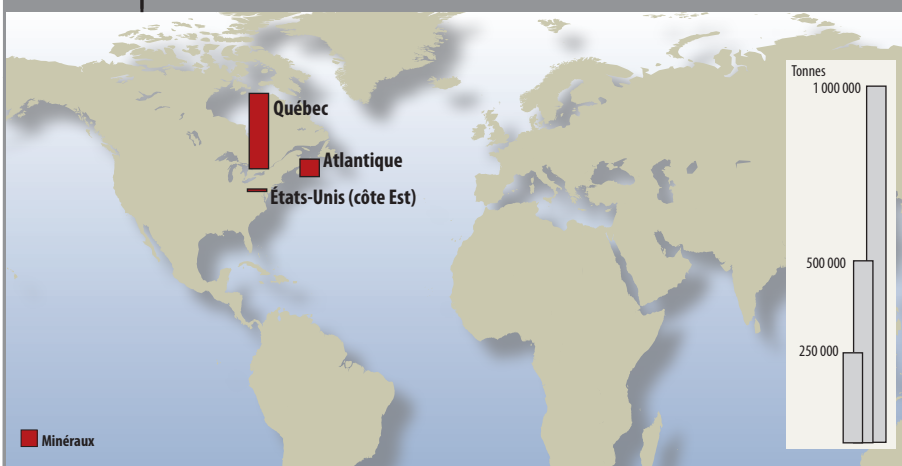 Tonnes
1 000 000
Québec
Atlantique
États-Unis (côte Est)
500 000
250 000
Minéraux